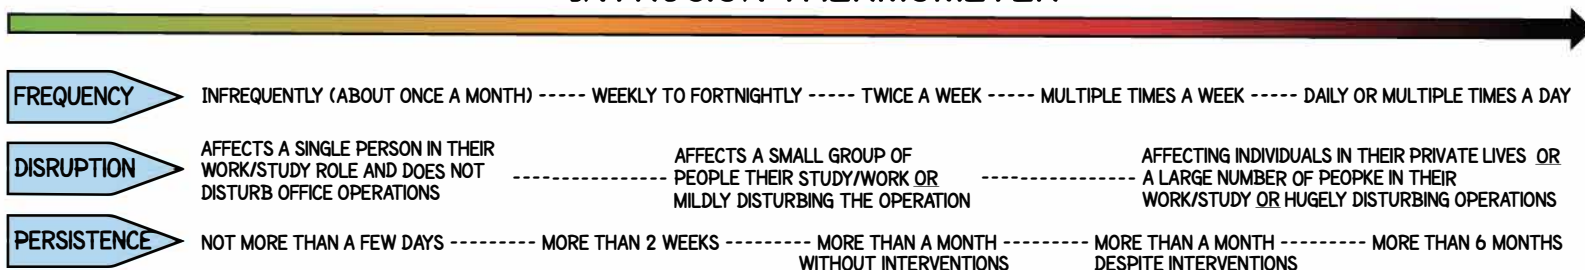 INTRUSION THERMOMETER
FREQUENCY INFREQUENTLY (ABOUT ONCE A MONTH) ----- WEEKLY TO FORTNIGHTLY ----- TWICE A WEEK ----- MULTIPLE TIMES A WEEK ----- DAILY OR MULTIPLE TIMES A DAY
DISRUPTION
AFFECTS A SINGLE PERSON IN THEIR
WORK/STUDY ROLE AND DOES NOT
DISTURB OFFICE OPERATIONS
AFFECTS A SMALL GROUP OF
PEOPLE THEIR STUDY/WORK OR
MILDLY DISTURBING THE OPERATION
AFFECTING INDIVIDUALS IN THEIR PRIVATE LIVES OR
A LARGE NUMBER OF PEOPKE IN THEIR
WORK/STUDY OR HUGELY DISTURBING OPERATIONS
PERSISTENCE NOT MORE THAN A FEW DAYS --------- MORE THAN 2 WEEKS --------- MORE THAN A MONTH --------- MORE THAN A MONTH --------- MORE THAN 6 MONTHS
WITHOUT INTERVENTIONS DESPITE INTERVENTIONS